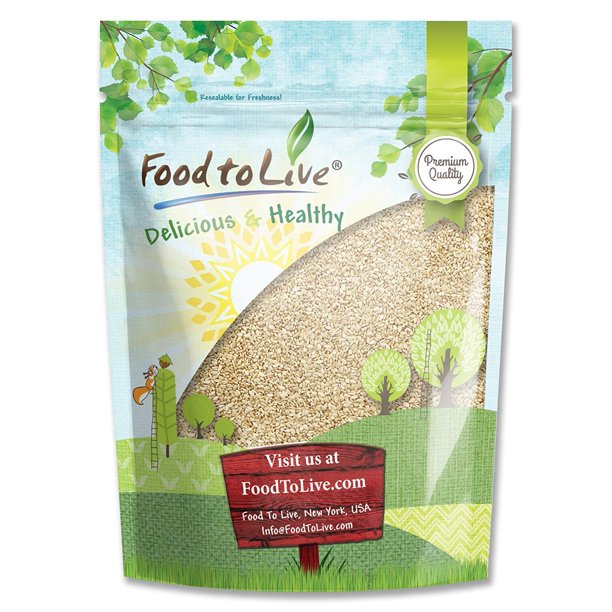 Resealable for Freshness!
Food to Live®
Delicious & Healthy
Premium
Quality
Visit us at
FoodToLive.com
Food To Live, New York, USA
Info@FoodToLive.com